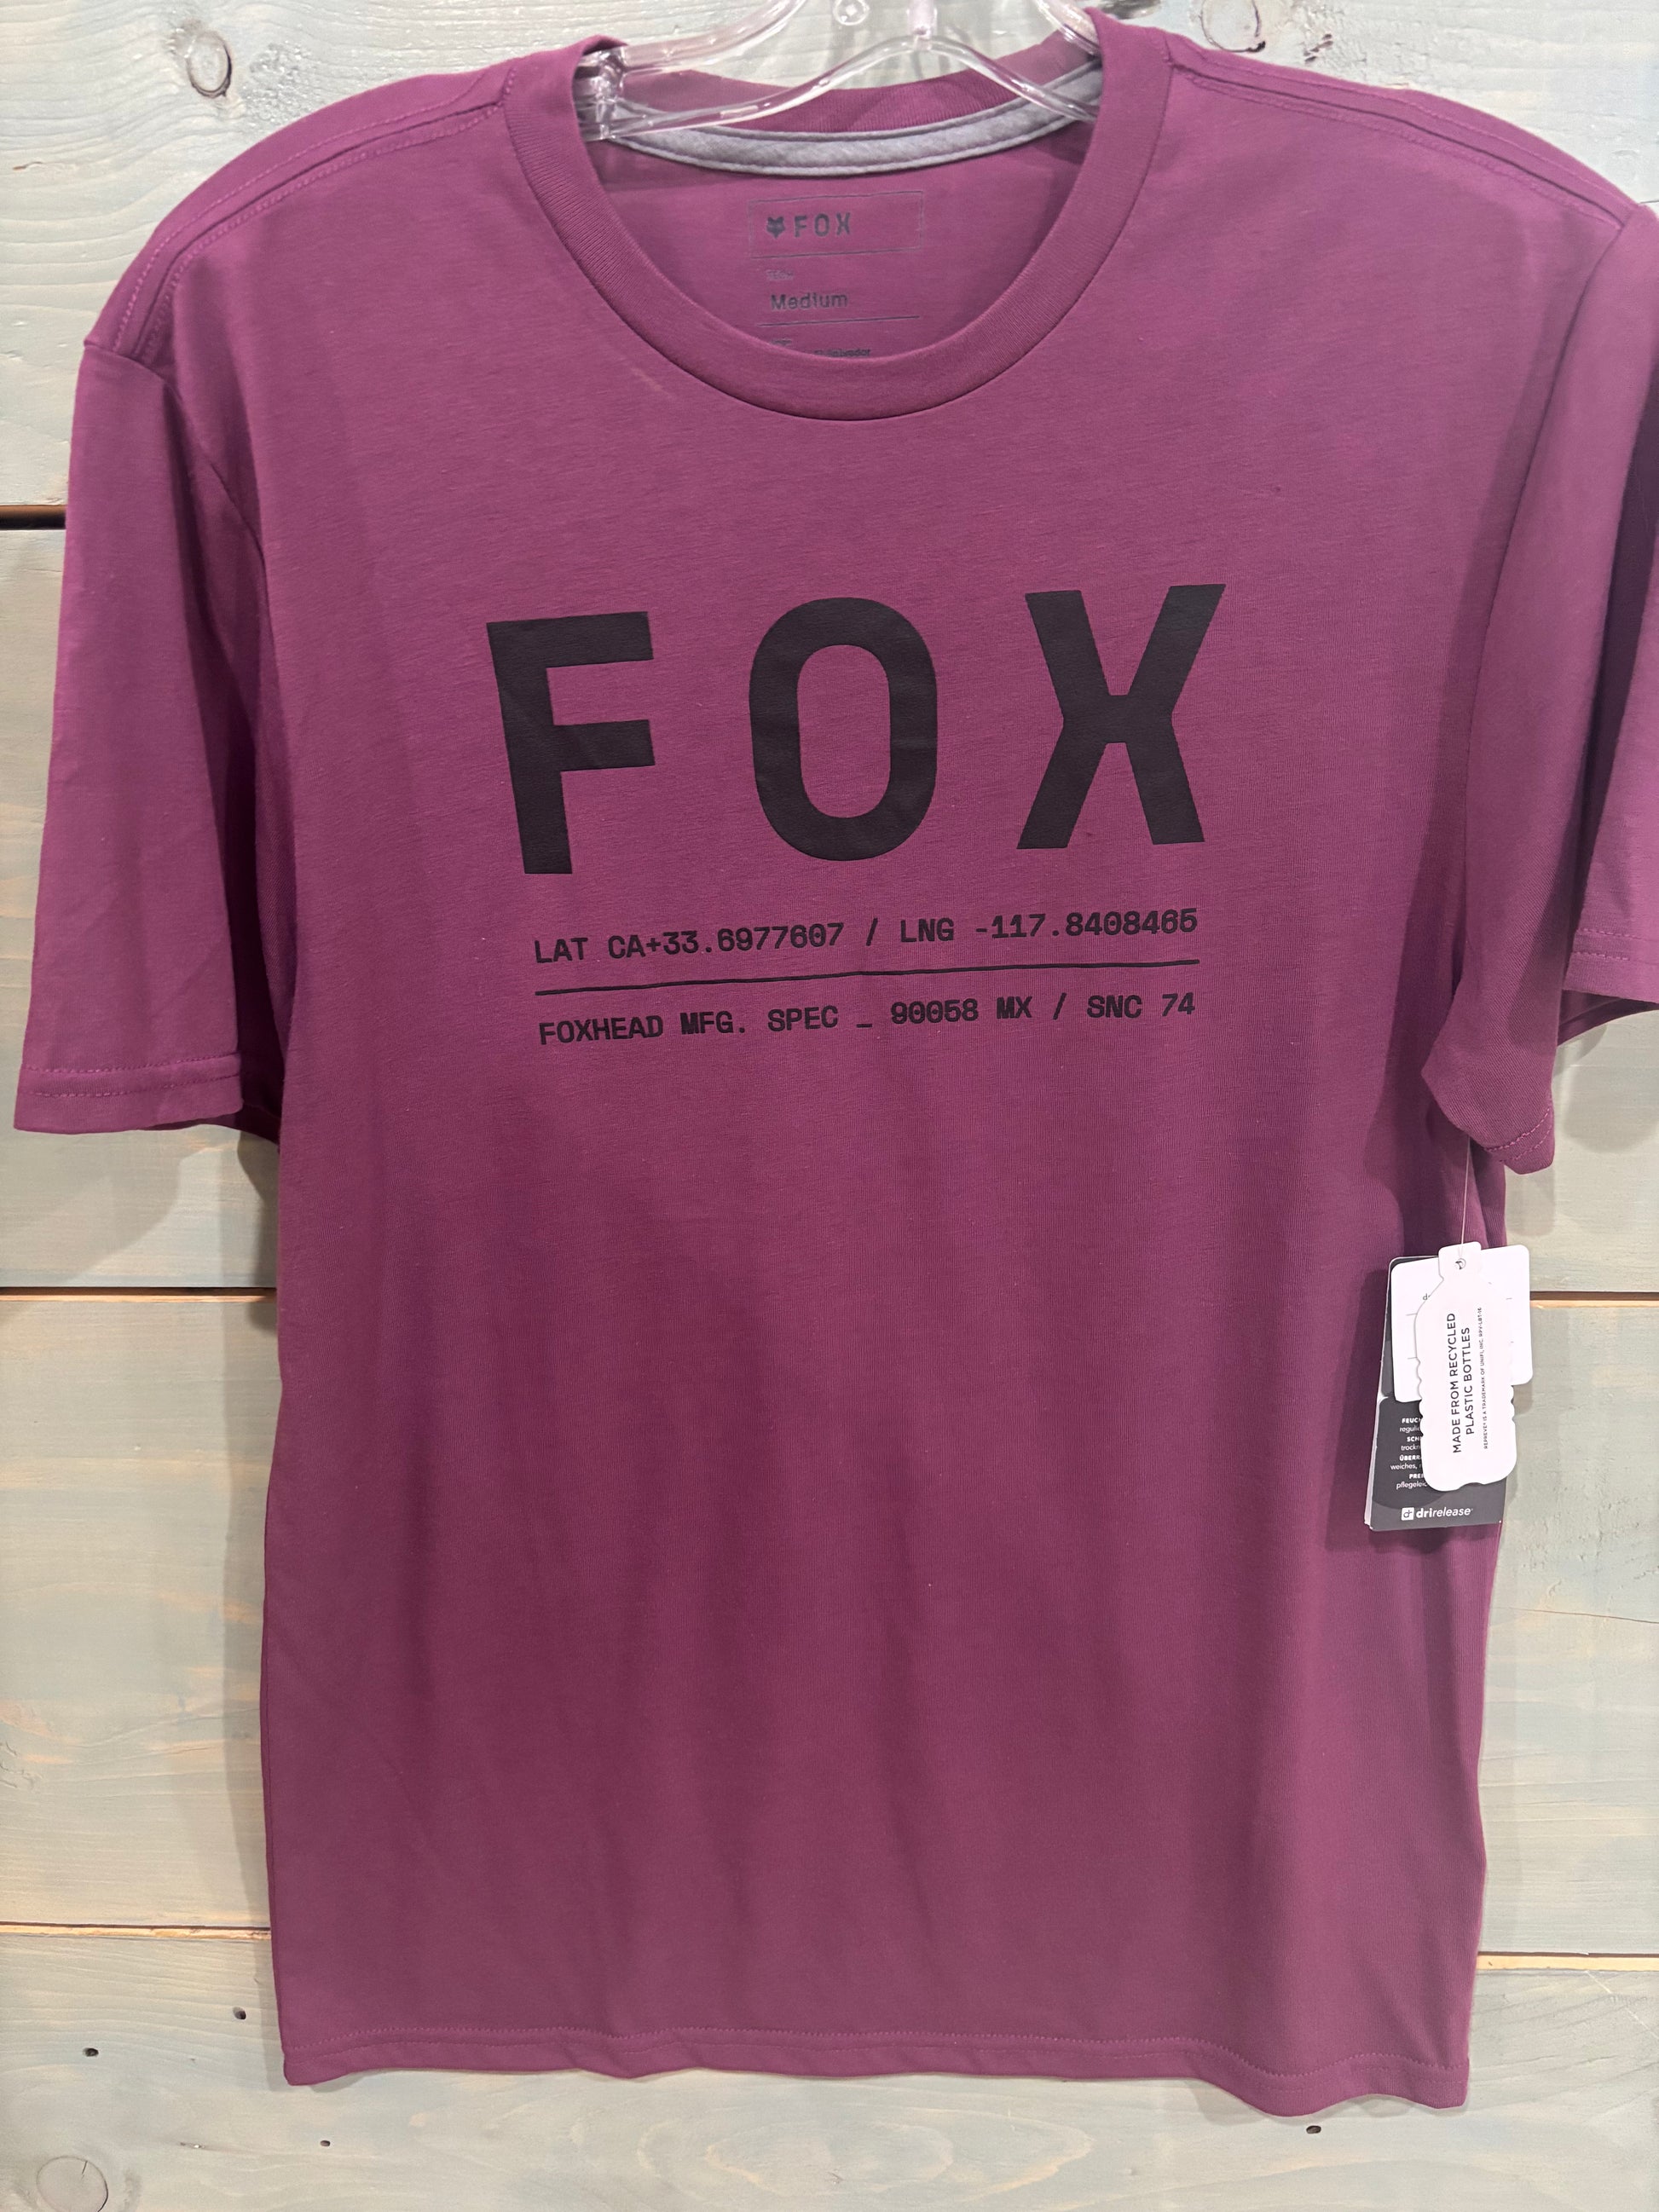 FOX
Medium
FOX
LAT CA+33.6977607 / LNG -117.8408465
FOXHEAD MFG. SPEC _ 90058 MX / SNC 74
MADE FROM RECYCLED
PLASTIC BOTTLES
drirelease